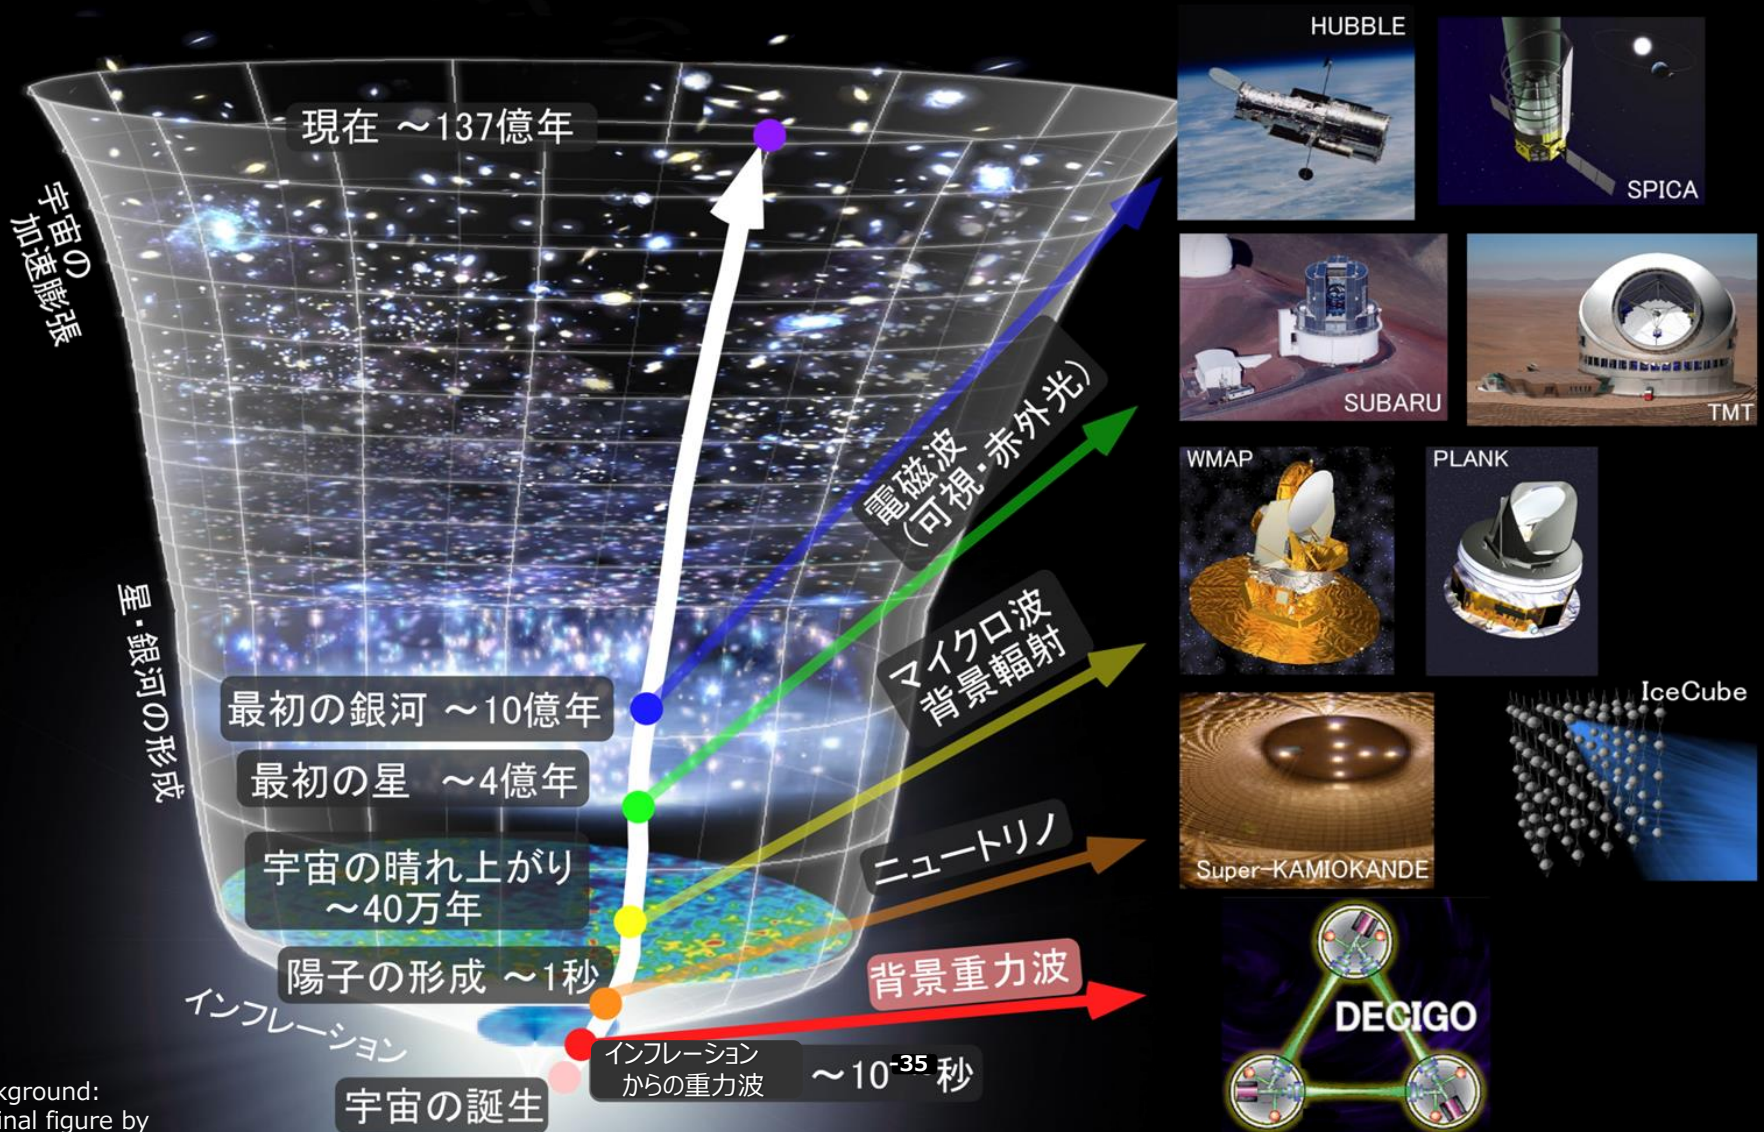 現在 ～137億年
宇宙の
加速膨張
星・銀河の形成
最初の銀河 ～10億年
最初の星 ～4億年
宇宙の晴れ上がり
～40万年
陽子の形成 ～1秒
インフレーション
インフレーション
からの重力波
～10-35 秒
宇宙の誕生
電磁波
(可視・赤外光)
マイクロ波
背景輻射
ニュートリノ
背景重力波
HUBBLE
SPICA
SUBARU
TMT
WMAP
PLANK
Super-KAMIOKANDE
IceCube
DECIGO
kground:
inal figure by